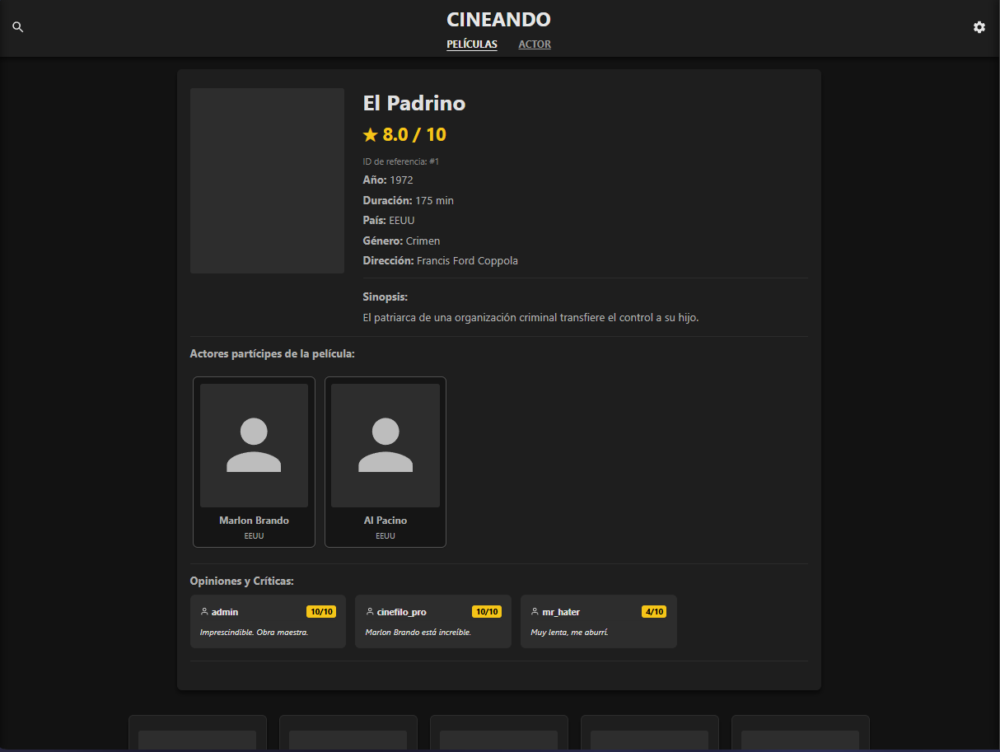 CINEANDO
PELÍCULAS ACTOR
El Padrino
★ 8.0 / 10
ID de referencia: #1
Año: 1972
Duración: 175 min
País: EEUU
Género: Crimen
Dirección: Francis Ford Coppola
Sinopsis:
El patriarca de una organización criminal transfiere el control a su hijo.
Actores partícipes de la película:
Marlon Brando
EEUU
Al Pacino
EEUU
Opiniones y Críticas:
admin 10/10
Imprescindible. Obra maestra.
cinefilo_pro 10/10
Marlon Brando está increíble.
mr_hater 4/10
Muy lenta, me aburrí.